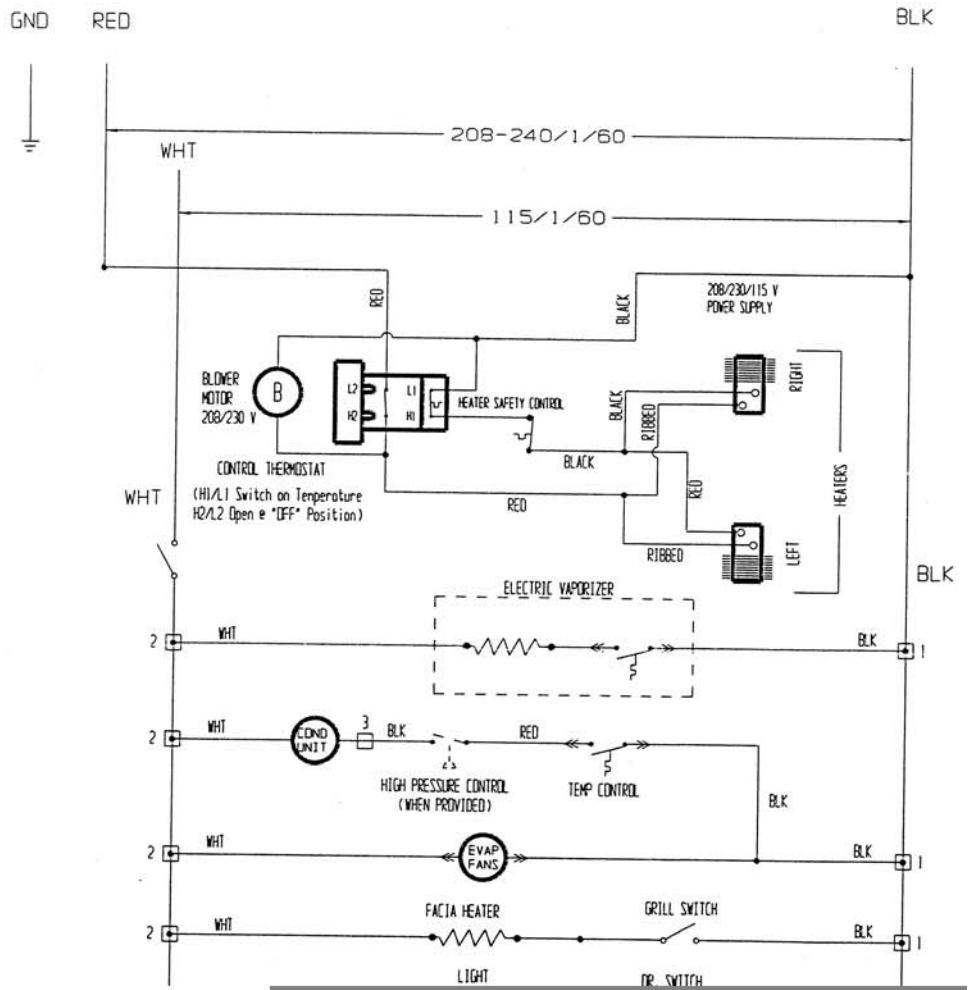 GND RED BLK
208-240/1/60
WHT
115/1/60
RED
BLACK
208/230/115 V
POWER SUPPLY
BLOWER
MOTOR
208/230 V
B
L2
L1
H2
H1
HEATER SAFETY CONTROL
BLACK
RIBBED
RIGHT
BLACK
RED
HEATERS
CONTROL THERMOSTAT
(H1/L1 Switch on Temperature
H2/L2 Open e "OFF" Position)
RED
WHT
RIBBED
LEFT
BLK
ELECTRIC VAPORIZER
2 WHT BLK 1
2 WHT
COND
UNIT
3
BLK
RED
HIGH PRESSURE CONTROL
(WHEN PROVIDED)
TEMP CONTROL
BLK
2 WHT
EVAP
FANS
BLK 1
FACIA HEATER
GRILL SWITCH
2 WHT BLK 1
LIGHT
DR. SWITCH